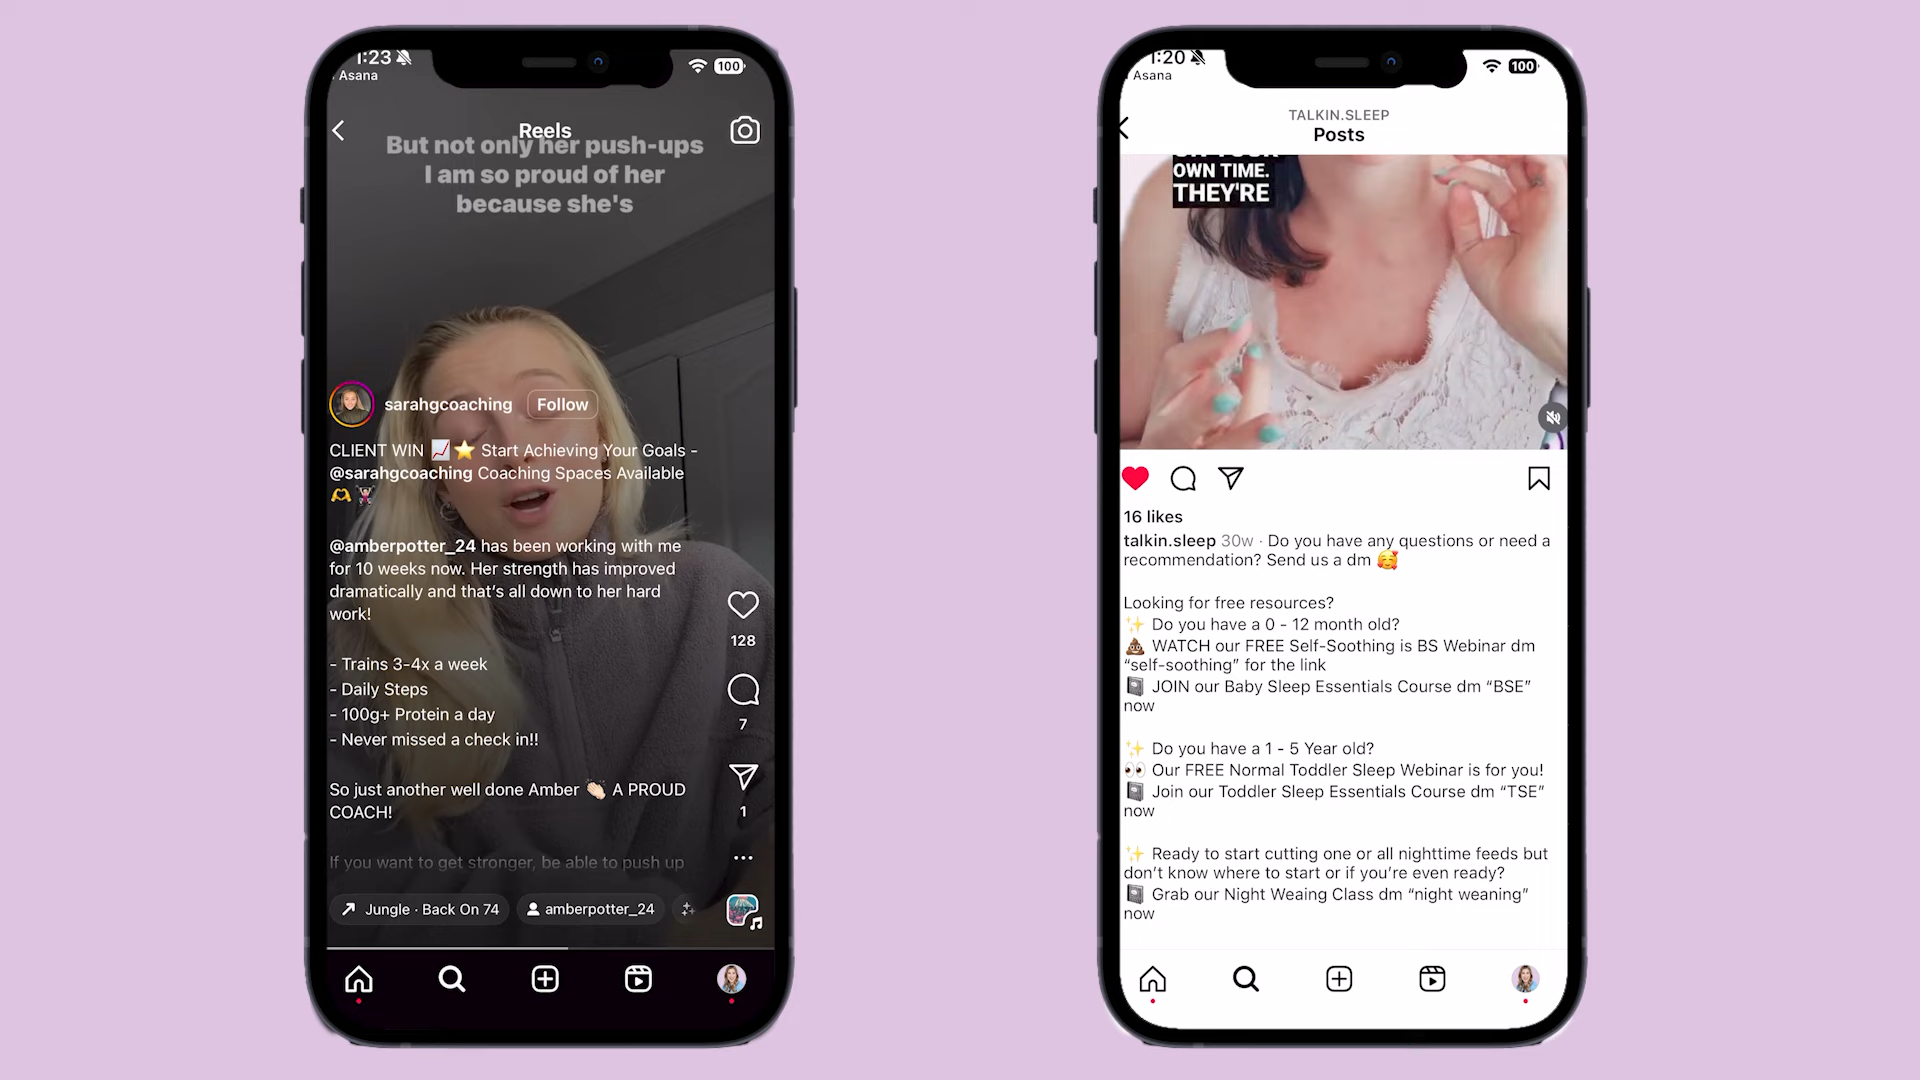 1:23
100
Asana
Reels
But not only her push-ups
I am so proud of her
because she's
sarahgcoaching
Follow
CLIENT WIN 📈⭐ Start Achieving Your Goals -
@sarahgcoaching Coaching Spaces Available
🫶🏋🏻‍♀️
@amberpotter_24 has been working with me
for 10 weeks now. Her strength has improved
dramatically and that's all down to her hard
work!
- Trains 3-4x a week
- Daily Steps
- 100g+ Protein a day
- Never missed a check in!!
So just another well done Amber 👏🏻 A PROUD
COACH!
If you want to get stronger, be able to push up
128
7
1
Jungle · Back On 74
amberpotter_24
1:20
100
Asana
TALKIN.SLEEP
Posts
ON YOUR
OWN TIME.
THEY'RE
16 likes
talkin.sleep 30w · Do you have any questions or need a
recommendation? Send us a dm 🥰
Looking for free resources?
✨ Do you have a 0 - 12 month old?
💩 WATCH our FREE Self-Soothing is BS Webinar dm
“self-soothing” for the link
📓 JOIN our Baby Sleep Essentials Course dm “BSE”
now
✨ Do you have a 1 - 5 Year old?
👀 Our FREE Normal Toddler Sleep Webinar is for you!
📓 Join our Toddler Sleep Essentials Course dm “TSE”
now
✨ Ready to start cutting one or all nighttime feeds but
don’t know where to start or if you’re even ready?
📓 Grab our Night Weaing Class dm “night weaning”
now